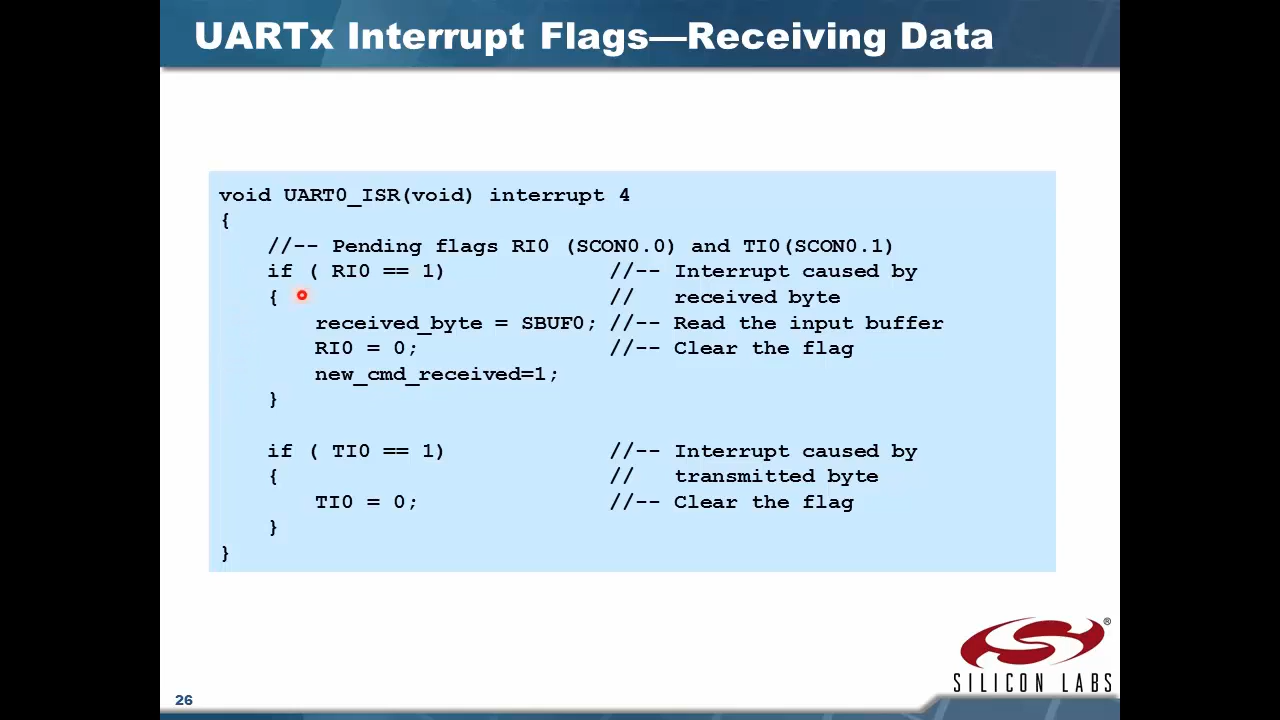 UARTx Interrupt Flags—Receiving Data
void UART0_ISR(void) interrupt 4
{
//-- Pending flags RI0 (SCON0.0) and TI0(SCON0.1)
if ( RI0 == 1) //-- Interrupt caused by
{ // received byte
received_byte = SBUF0; //-- Read the input buffer
RI0 = 0; //-- Clear the flag
new_cmd_received=1;
}
if ( TI0 == 1) //-- Interrupt caused by
{ // transmitted byte
TI0 = 0; //-- Clear the flag
}
}
®
SILICON LABS
26